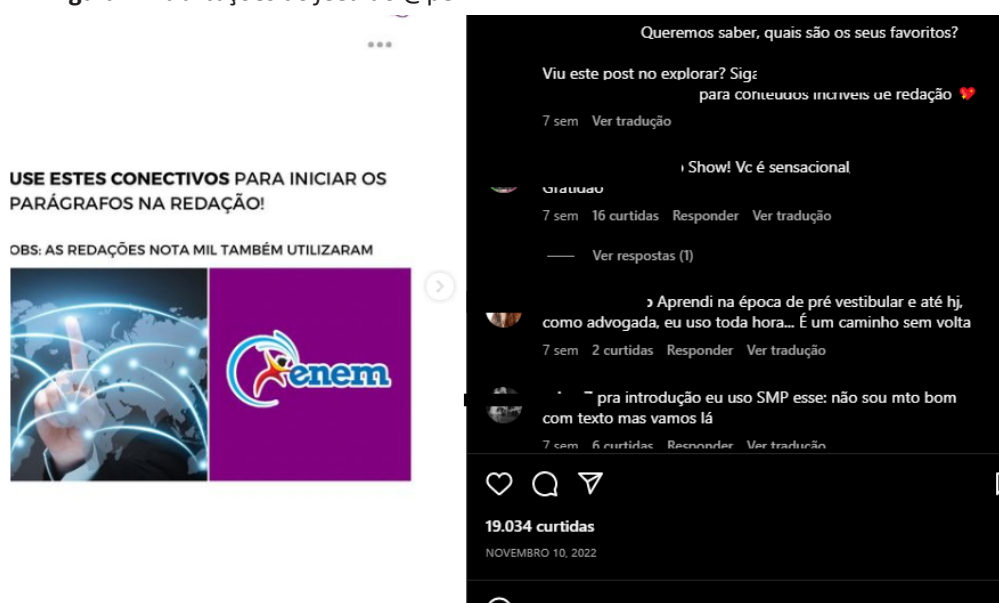 USE ESTES CONECTIVOS PARA INICIAR OS
PARÁGRAFOS NA REDAÇÃO!
OBS: AS REDAÇÕES NOTA MIL TAMBÉM UTILIZARAM
enem
Queremos saber, quais são os seus favoritos?
Viu este post no explorar? Siga
para conteúdos incríveis de redação 💖
7 sem Ver tradução
Show! Vc é sensacional
Gratidão
7 sem 16 curtidas Responder Ver tradução
Ver respostas (1)
Aprendi na época de pré vestibular e até hj,
como advogada, eu uso toda hora... É um caminho sem volta
7 sem 2 curtidas Responder Ver tradução
pra introdução eu uso SMP esse: não sou mto bom
com texto mas vamos lá
7 sem 6 curtidas Responder Ver tradução
19.034 curtidas
NOVEMBRO 10, 2022